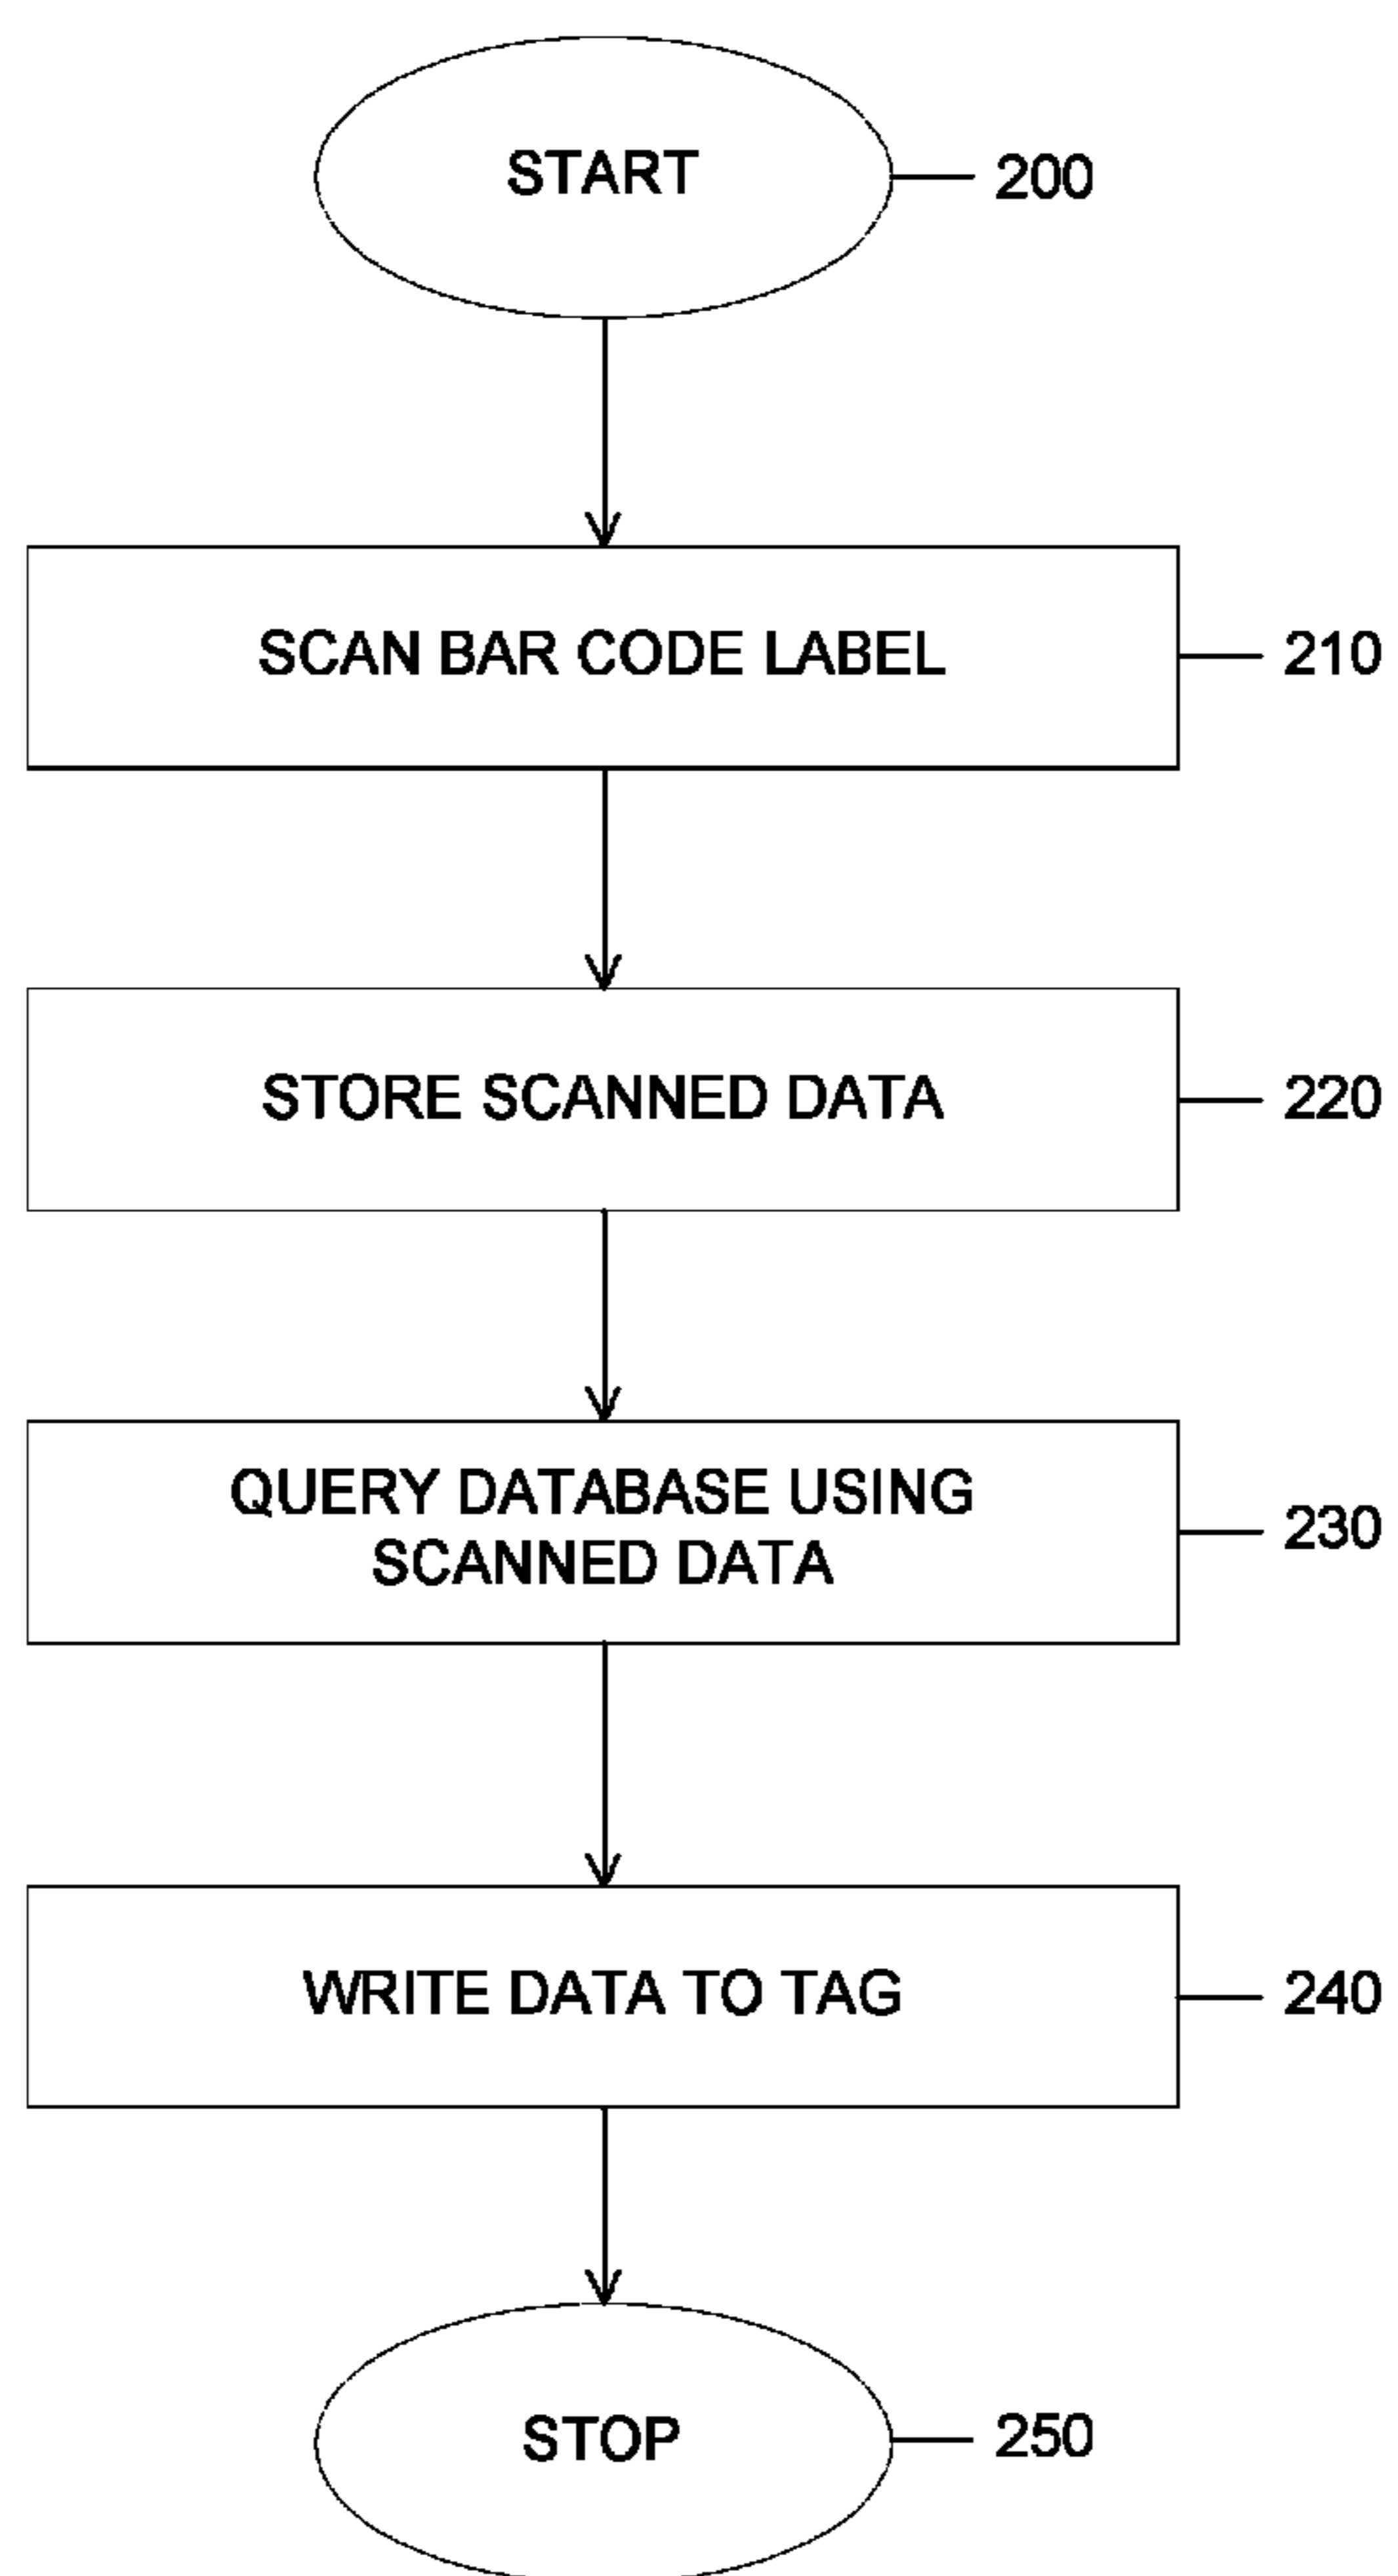 START
200
SCAN BAR CODE LABEL
210
STORE SCANNED DATA
220
QUERY DATABASE USING
SCANNED DATA
230
WRITE DATA TO TAG
240
STOP
250